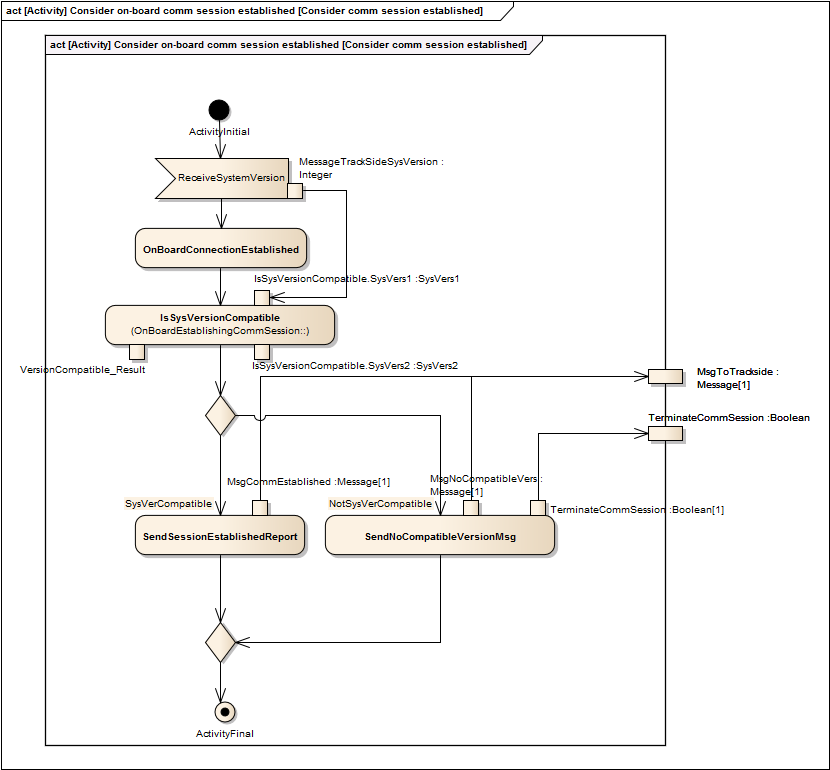 act [Activity] Consider on-board comm session established [Consider comm session established]
act [Activity] Consider on-board comm session established [Consider comm session established]
ActivityInitial
MessageTrackSideSysVersion :
Integer
ReceiveSystemVersion
OnBoardConnectionEstablished
IsSysVersionCompatible.SysVers1 :SysVers1
IsSysVersionCompatible
(OnBoardEstablishingCommSession::)
VersionCompatible_Result
IsSysVersionCompatible.SysVers2 :SysVers2
MsgToTrackside :
Message[1]
TerminateCommSession :Boolean
MsgCommEstablished :Message[1]
MsgNoCompatibleVers :
Message[1]
SysVerCompatible
NotSysVerCompatible
TerminateCommSession :Boolean[1]
SendSessionEstablishedReport
SendNoCompatibleVersionMsg
ActivityFinal